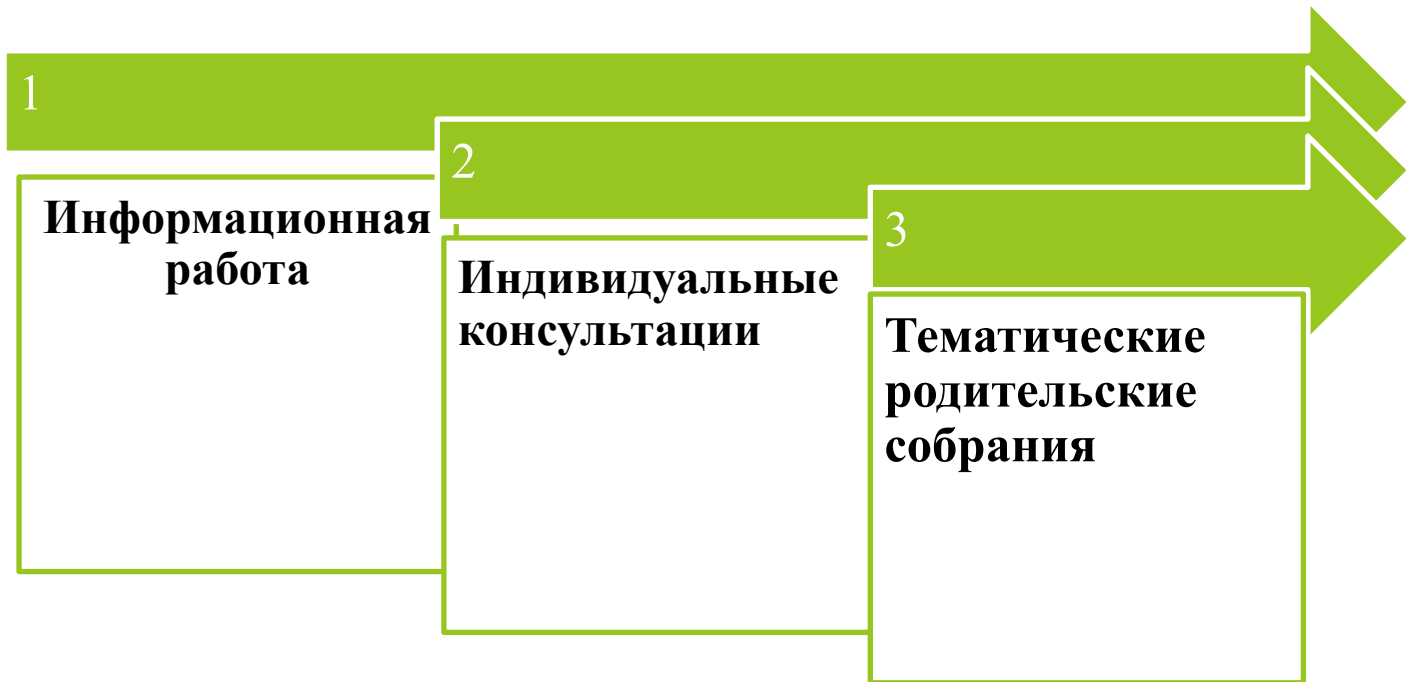 1
Информационная
работа
2
Индивидуальные
консультации
3
Тематические
родительские
собрания